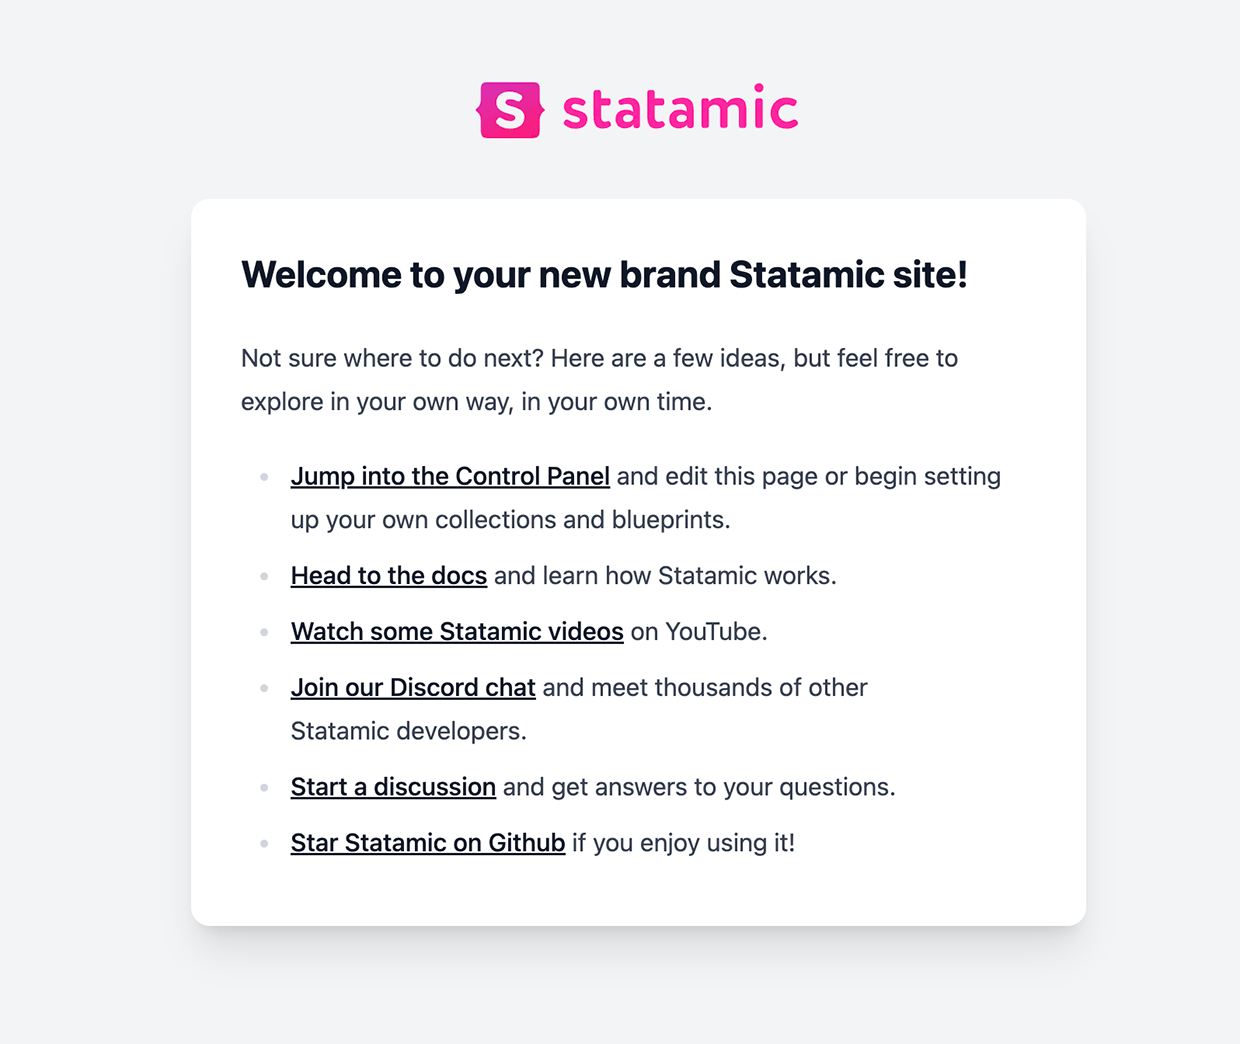 S statamic
Welcome to your new brand Statamic site!
Not sure where to do next? Here are a few ideas, but feel free to
explore in your own way, in your own time.
Jump into the Control Panel and edit this page or begin setting
up your own collections and blueprints.
Head to the docs and learn how Statamic works.
Watch some Statamic videos on YouTube.
Join our Discord chat and meet thousands of other
Statamic developers.
Start a discussion and get answers to your questions.
Star Statamic on Github if you enjoy using it!